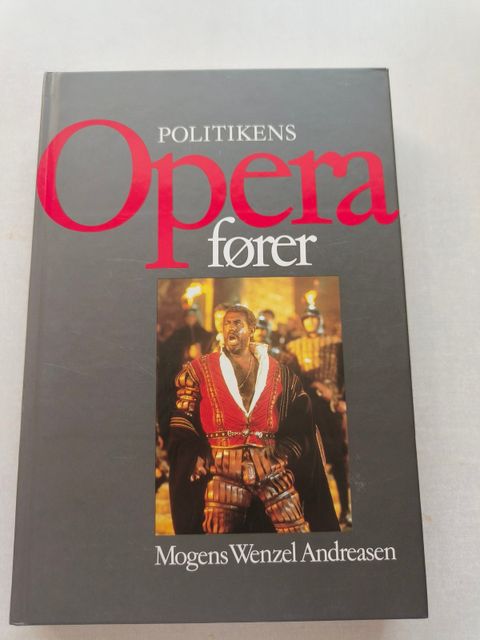 POLITIKENS
Opera
fører
Mogens Wenzel Andreasen